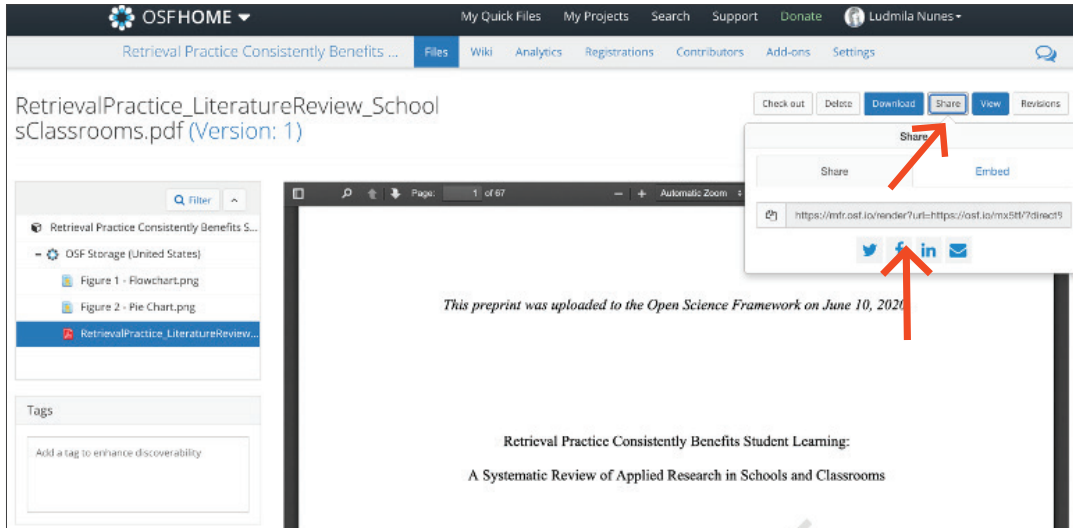 OSFHOME
My Quick Files My Projects Search Support Donate Ludmila Nunes
Retrieval Practice Consistently Benefits ... Files Wiki Analytics Registrations Contributors Add-ons Settings
RetrievalPractice_LiteratureReview_School
sClassrooms.pdf (Version: 1)
Check out Delete Download Share View Revisions
Share
Share Embed
https://mfr.osf.io/render?url=https://osf.io/mx5tf/?direct%
Filter
Page: 1 of 67 Automatic Zoom
Retrieval Practice Consistently Benefits S...
OSF Storage (United States)
Figure 1 - Flowchart.png
Figure 2 - Pie Chart.png
RetrievalPractice_LiteratureReview...
This preprint was uploaded to the Open Science Framework on June 10, 2020
Tags
Add a tag to enhance discoverability
Retrieval Practice Consistently Benefits Student Learning:
A Systematic Review of Applied Research in Schools and Classrooms